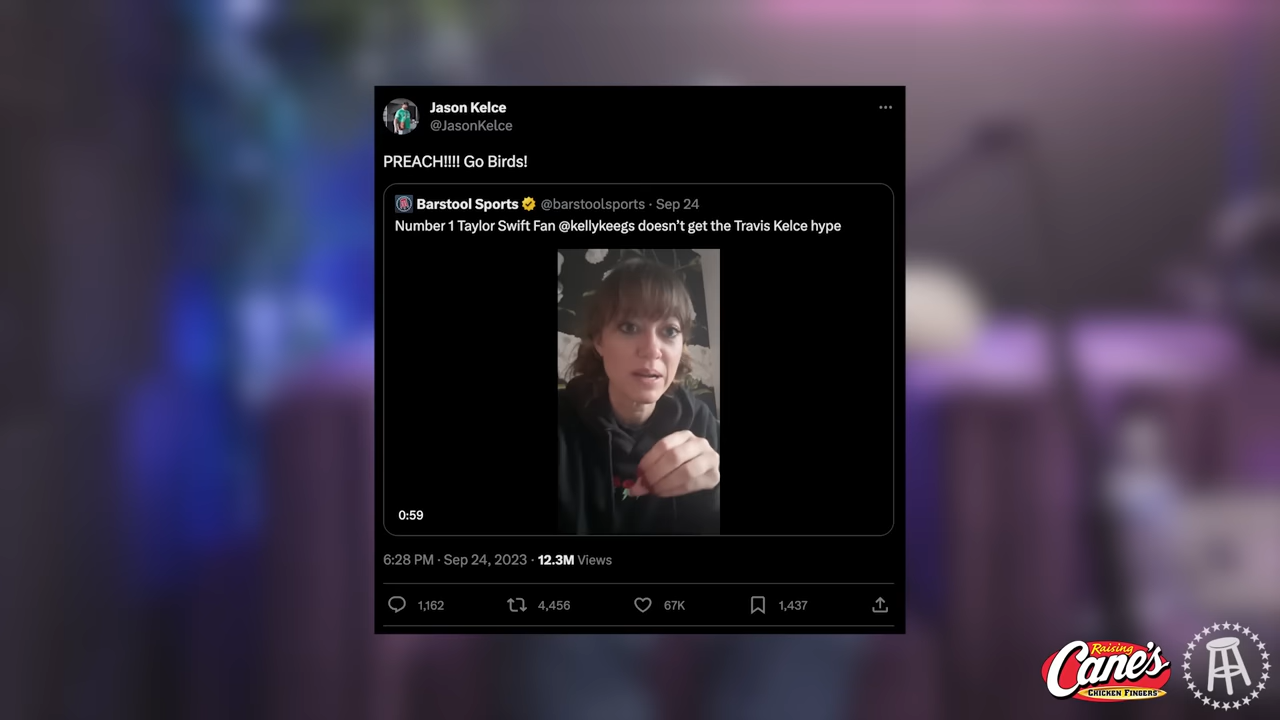 Jason Kelce
@JasonKelce
PREACH!!!! Go Birds!
Barstool Sports @barstoolsports · Sep 24
Number 1 Taylor Swift Fan @kellykeegs doesn’t get the Travis Kelce hype
0:59
6:28 PM · Sep 24, 2023 · 12.3M Views
1,162 4,456 67K 1,437
Raising
Cane's
CHICKEN FINGERS